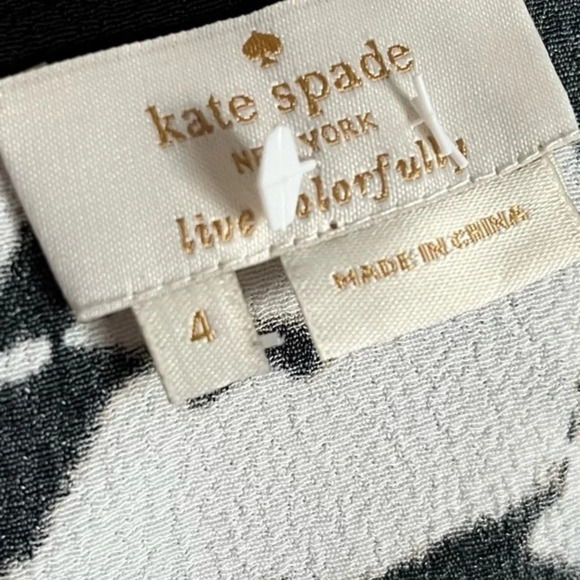 kate spade
NEW YORK
live colorfully
MADE IN CHINA
4